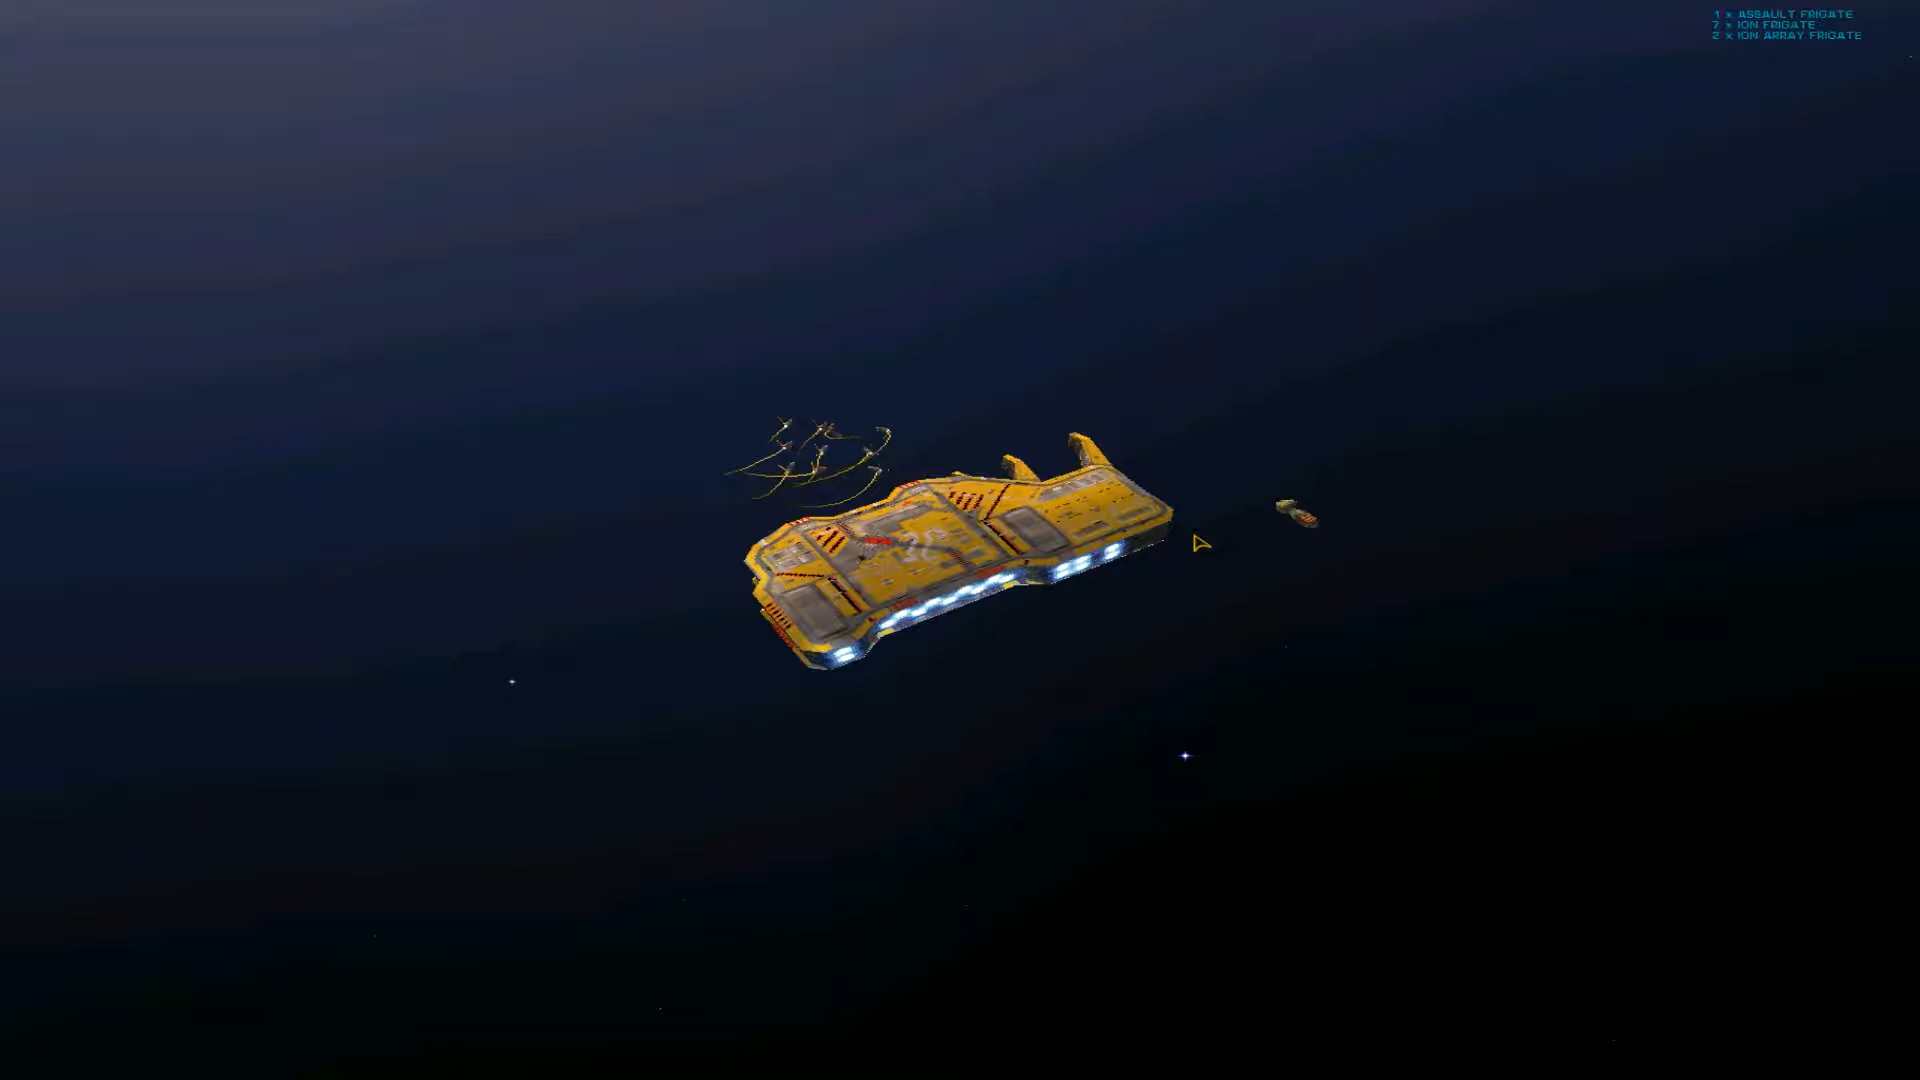 1 x ASSAULT FRIGATE
7 x ION FRIGATE
2 x ION ARRAY FRIGATE